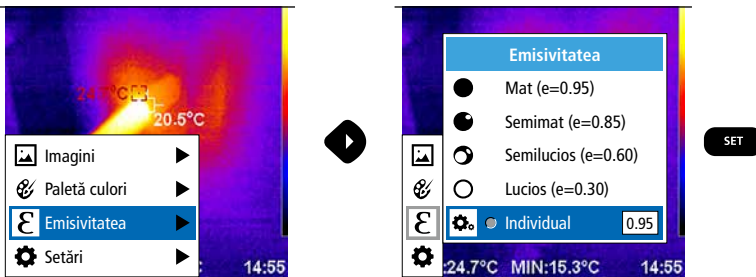 24.7°C
20.5°C
Imagini
Paletă culori
Ɛ Emisivitatea
Setări
: 14:55
Emisivitatea
Mat (e=0.95)
Semimat (e=0.85)
Semilucios (e=0.60)
Lucios (e=0.30)
Ɛ
Individual 0.95
:24.7°C MIN:15.3°C 14:55
SET